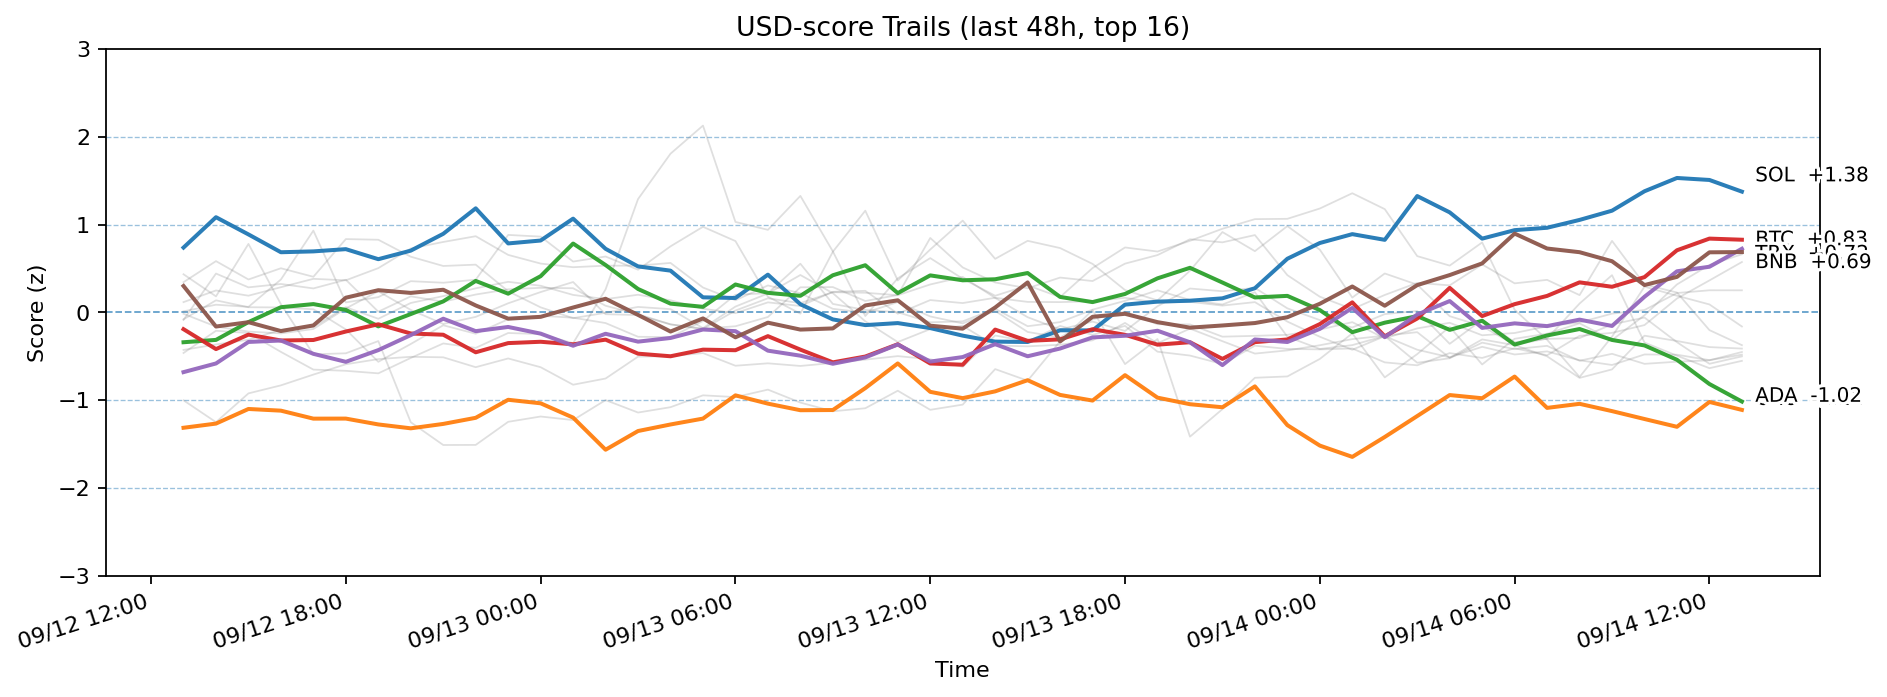 USD-score Trails (last 48h, top 16)
3
2
1
0
−1
−2
−3
Score (z)
SOL +1.38
BTC +0.83
BNB +0.69
ADA -1.02
09/12 12:00
09/12 18:00
09/13 00:00
09/13 06:00
09/13 12:00
09/13 18:00
09/14 00:00
09/14 06:00
09/14 12:00
Time